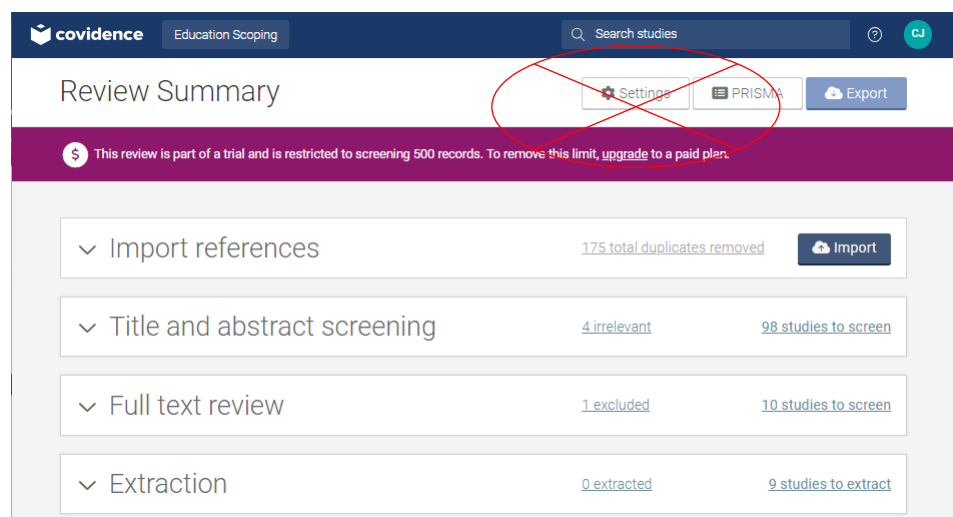 covidence Education Scoping Search studies ? CJ
Review Summary Settings PRISMA Export
$ This review is part of a trial and is restricted to screening 500 records. To remove this limit, upgrade to a paid plan.
Import references 175 total duplicates removed Import
Title and abstract screening 4 irrelevant 98 studies to screen
Full text review 1 excluded 10 studies to screen
Extraction 0 extracted 9 studies to extract